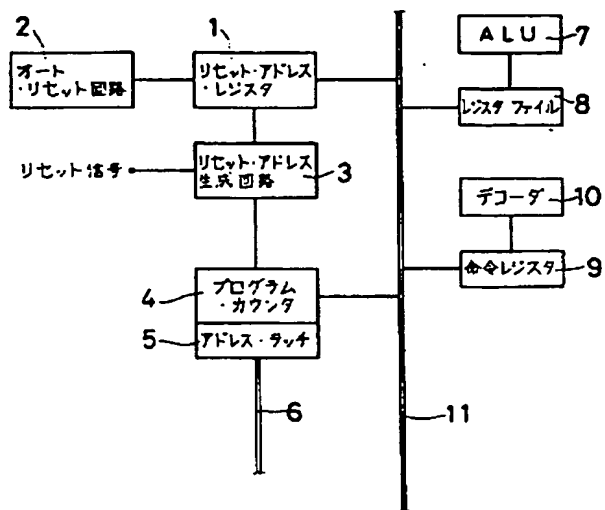 2
1
オート
・リセット回路
リセット・アドレス
・レジスタ
ALU
7
レジスタ ファイル
8
リセット信号
リセット・アドレス
生成回路
3
デコーダ
10
命令レジスタ
9
4
プログラム
・カウンタ
5
アドレス・ラッチ
6
11